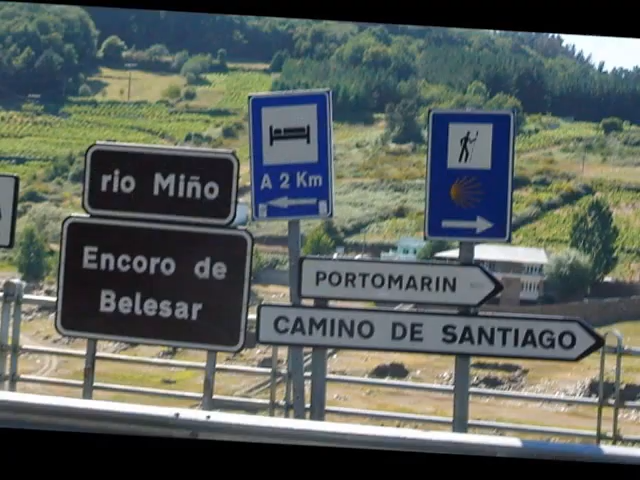 rio Miño
Encoro de
Belesar
A 2 Km
PORTOMARIN
CAMINO DE SANTIAGO